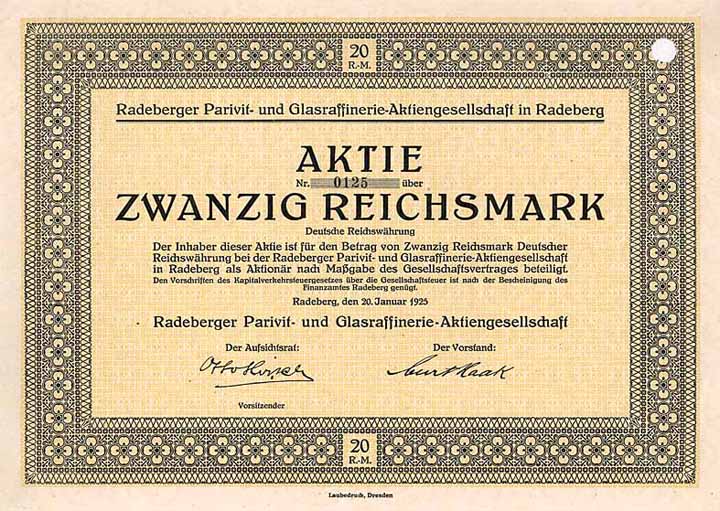 20
R.-M.
Radeberger Parivit- und Glasraffinerie-Aktiengesellschaft in Radeberg
AKTIE
Nr. 0125 über
ZWANZIG REICHSMARK
Deutsche Reichswährung
Der Inhaber dieser Aktie ist für den Betrag von Zwanzig Reichsmark Deutscher
Reichswährung bei der Radeberger Parivit- und Glasraffinerie-Aktiengesellschaft
in Radeberg als Aktionär nach Maßgabe des Gesellschaftsvertrages beteiligt.
Den Vorschriften des Kapitalverkehrsteuergesetzes über die Gesellschaftsteuer ist nach der Bescheinigung des
Finanzamtes Radeberg genügt.
Radeberg, den 20. Januar 1925
Radeberger Parivit- und Glasraffinerie-Aktiengesellschaft
Der Aufsichtsrat: Der Vorstand:
Curt Kaak
Vorsitzender
20
R.-M.
Laubedruck, Dresden